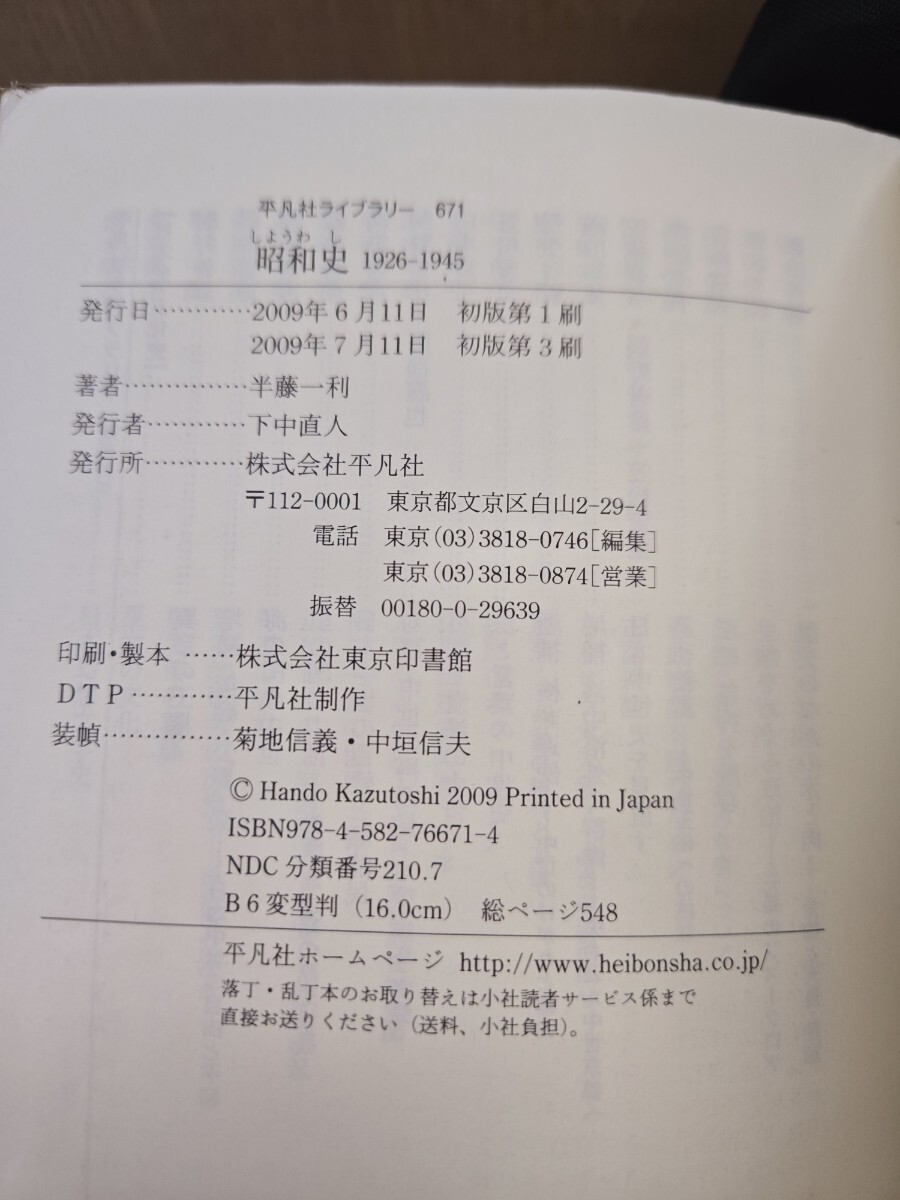 平凡社ライブラリー 671
しようわ し
昭和史 1926-1945
発行日…………2009年6月11日 初版第1刷
2009年7月11日 初版第3刷
著者……………半藤一利
発行者…………下中直人
発行所…………株式会社平凡社
〒112-0001 東京都文京区白山2-29-4
電話 東京(03)3818-0746[編集]
東京(03)3818-0874[営業]
振替 00180-0-29639
印刷・製本 ……株式会社東京印書館
DTP…………平凡社制作
装幀……………菊地信義・中垣信夫
© Hando Kazutoshi 2009 Printed in Japan
ISBN978-4-582-76671-4
NDC分類番号210.7
B6変型判(16.0cm) 総ページ548
平凡社ホームページ http://www.heibonsha.co.jp/
落丁・乱丁本のお取り替えは小社読者サービス係まで
直接お送りください(送料、小社負担)。